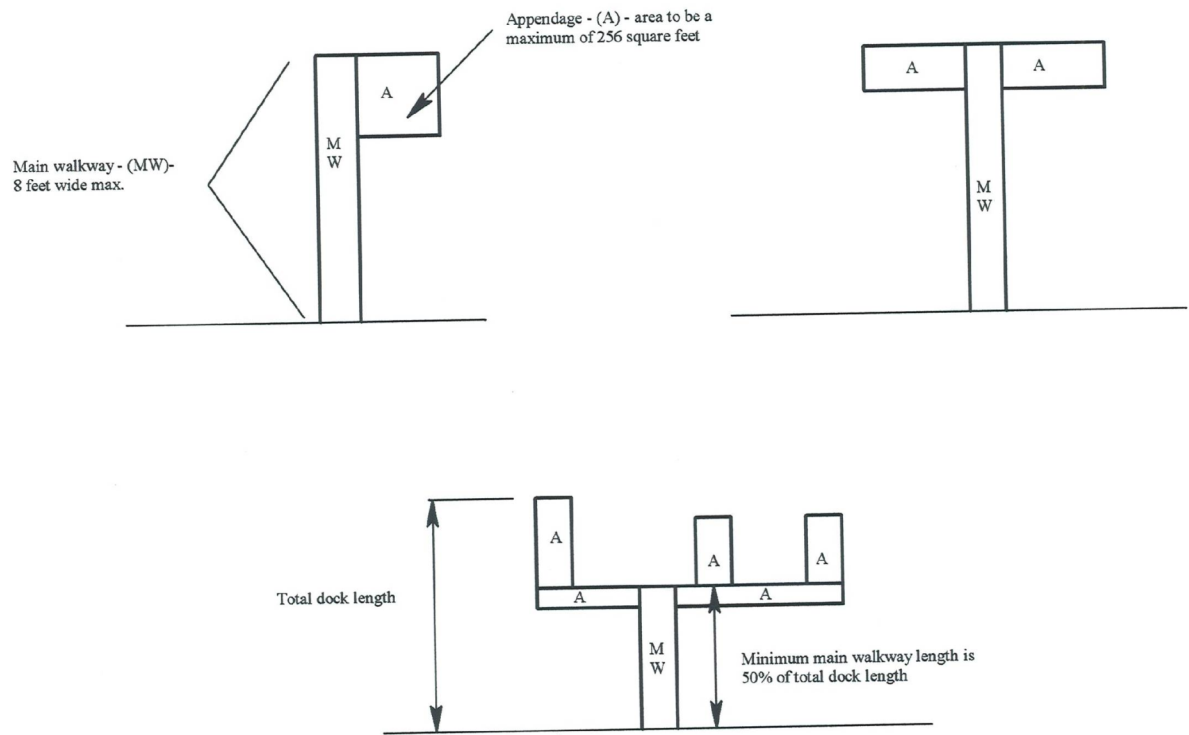 Appendage - (A) - area to be a
maximum of 256 square feet
A
M
W
Main walkway - (MW)-
8 feet wide max.
A
A
M
W
Total dock length
A
A
A
A
A
M
W
Minimum main walkway length is
50% of total dock length